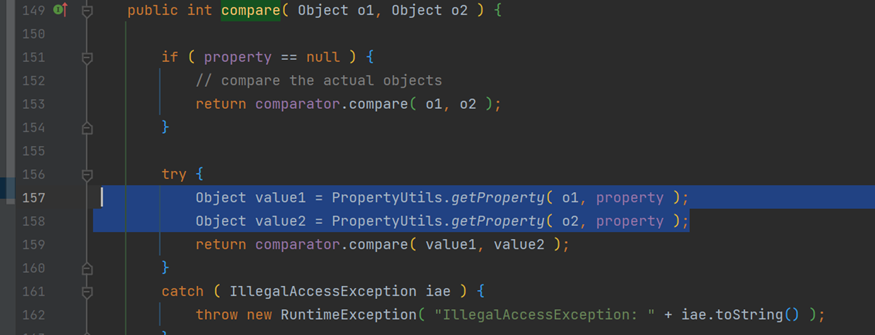 149 public int compare( Object o1, Object o2 ) {
150
151 if ( property == null ) {
152 // compare the actual objects
153 return comparator.compare( o1, o2 );
154 }
155
156 try {
157 Object value1 = PropertyUtils.getProperty( o1, property );
158 Object value2 = PropertyUtils.getProperty( o2, property );
159 return comparator.compare( value1, value2 );
160 }
161 catch ( IllegalAccessException iae ) {
162 throw new RuntimeException( "IllegalAccessException: " + iae.toString() );